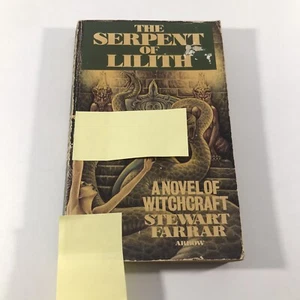 THE
SERPENT
OF
LILITH
A NOVEL OF
WITCHCRAFT
STEWART
FARRAR
ARROW